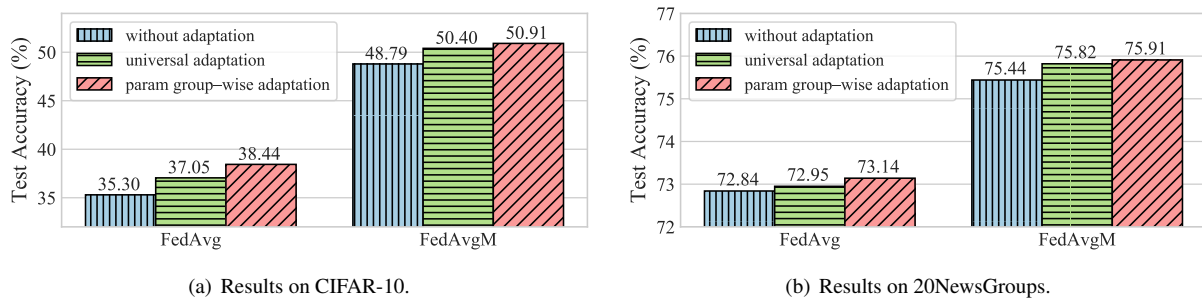 Test Accuracy (%)
50
45
40
35
without adaptation
universal adaptation
param group–wise adaptation
35.30
37.05
38.44
48.79
50.40
50.91
FedAvg
FedAvgM
(a) Results on CIFAR-10.
Test Accuracy (%)
77
76
75
74
73
72
without adaptation
universal adaptation
param group–wise adaptation
72.84
72.95
73.14
75.44
75.82
75.91
FedAvg
FedAvgM
(b) Results on 20NewsGroups.